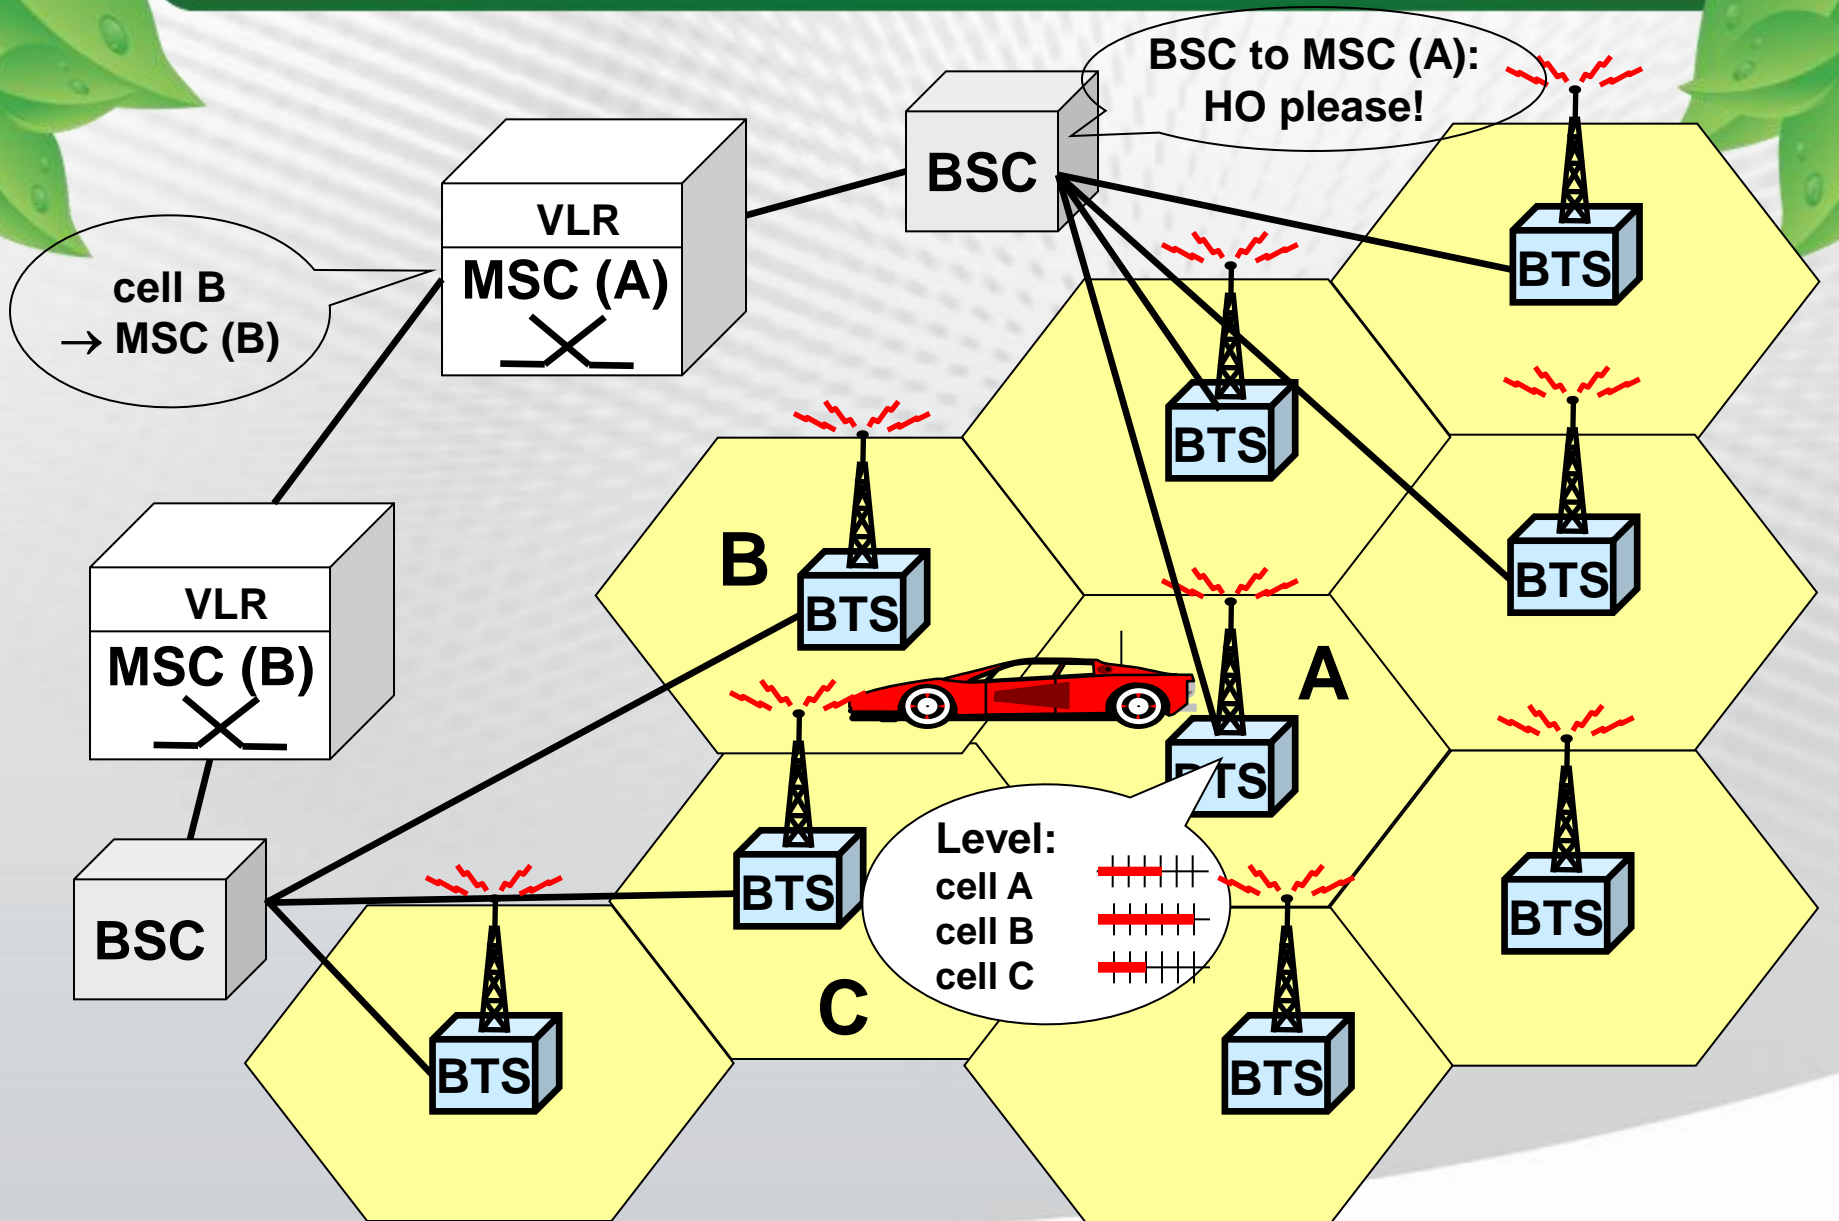 BSC to MSC (A):
HO please!
BSC
VLR
MSC (A)
BTS
cell B
→ MSC (B)
BTS
B
BTS
BTS
VLR
MSC (B)
A
BTS
BTS
Level:
cell A
cell B
cell C
BTS
BTS
BSC
C
BTS
BTS